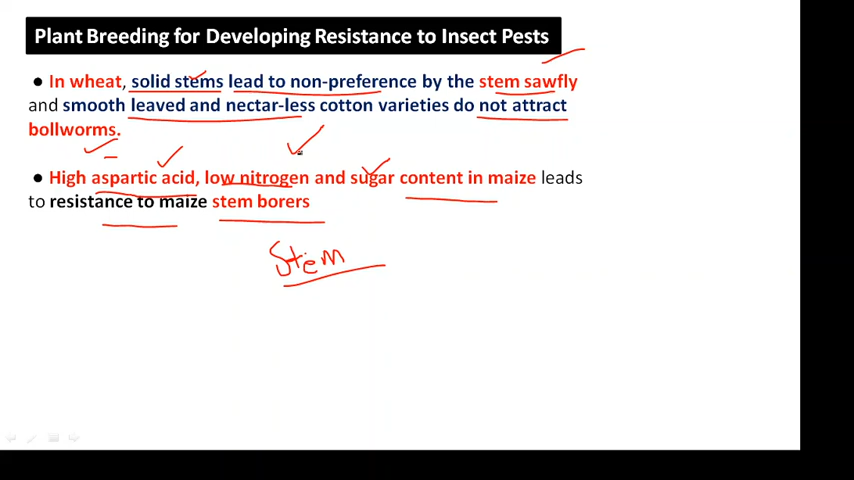 Plant Breeding for Developing Resistance to Insect Pests
● In wheat, solid stems lead to non-preference by the stem sawfly
and smooth leaved and nectar-less cotton varieties do not attract
bollworms.
● High aspartic acid, low nitrogen and sugar content in maize leads
to resistance to maize stem borers
Stem